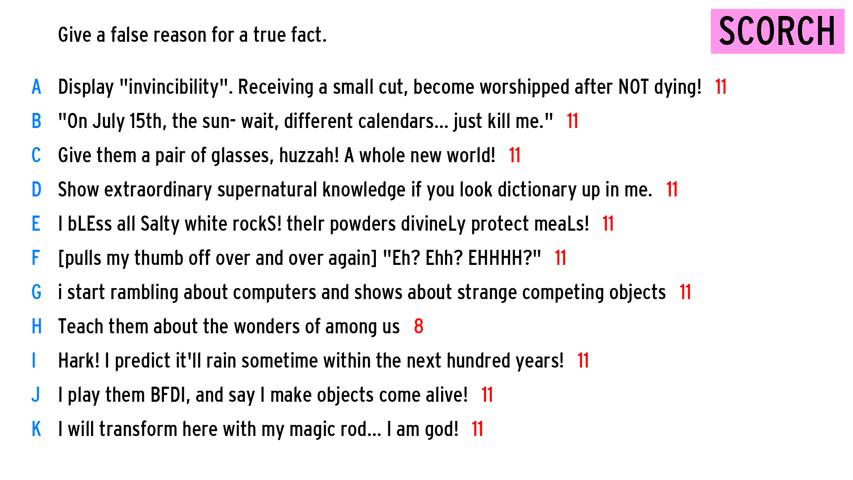 Give a false reason for a true fact.
SCORCH
A Display "invincibility". Receiving a small cut, become worshipped after NOT dying! 11
B "On July 15th, the sun- wait, different calendars... just kill me." 11
C Give them a pair of glasses, huzzah! A whole new world! 11
D Show extraordinary supernatural knowledge if you look dictionary up in me. 11
E I bLEss all Salty white rockS! theIr powders divineLy protect meaLs! 11
F [pulls my thumb off over and over again] "Eh? Ehh? EHHHH?" 11
G i start rambling about computers and shows about strange competing objects 11
H Teach them about the wonders of among us 8
I Hark! I predict it'll rain sometime within the next hundred years! 11
J I play them BFDI, and say I make objects come alive! 11
K I will transform here with my magic rod... I am god! 11